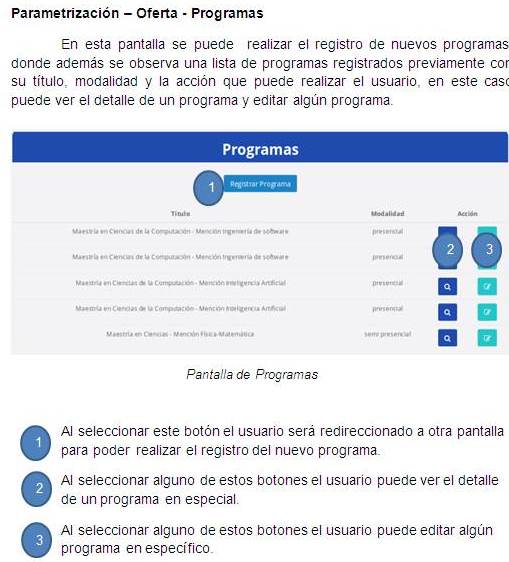 Parametrización – Oferta - Programas
En esta pantalla se puede realizar el registro de nuevos programas
donde además se observa una lista de programas registrados previamente con
su título, modalidad y la acción que puede realizar el usuario, en este caso
puede ver el detalle de un programa y editar algún programa.
Programas
1 Registrar Programa
Título Modalidad Acción
Maestría en Ciencias de la Computación - Mención Ingeniería de software presencial
2 3
Maestría en Ciencias de la Computación - Mención Ingeniería de software presencial
Maestría en Ciencias de la Computación - Mención Inteligencia Artificial presencial
Maestría en Ciencias de la Computación - Mención Inteligencia Artificial presencial
Maestría en Ciencias - Mención Física-Matemática semi presencial
Pantalla de Programas
1 Al seleccionar este botón el usuario será redireccionado a otra pantalla
para poder realizar el registro del nuevo programa.
2 Al seleccionar alguno de estos botones el usuario puede ver el detalle
de un programa en especial.
3 Al seleccionar alguno de estos botones el usuario puede editar algún
programa en específico.